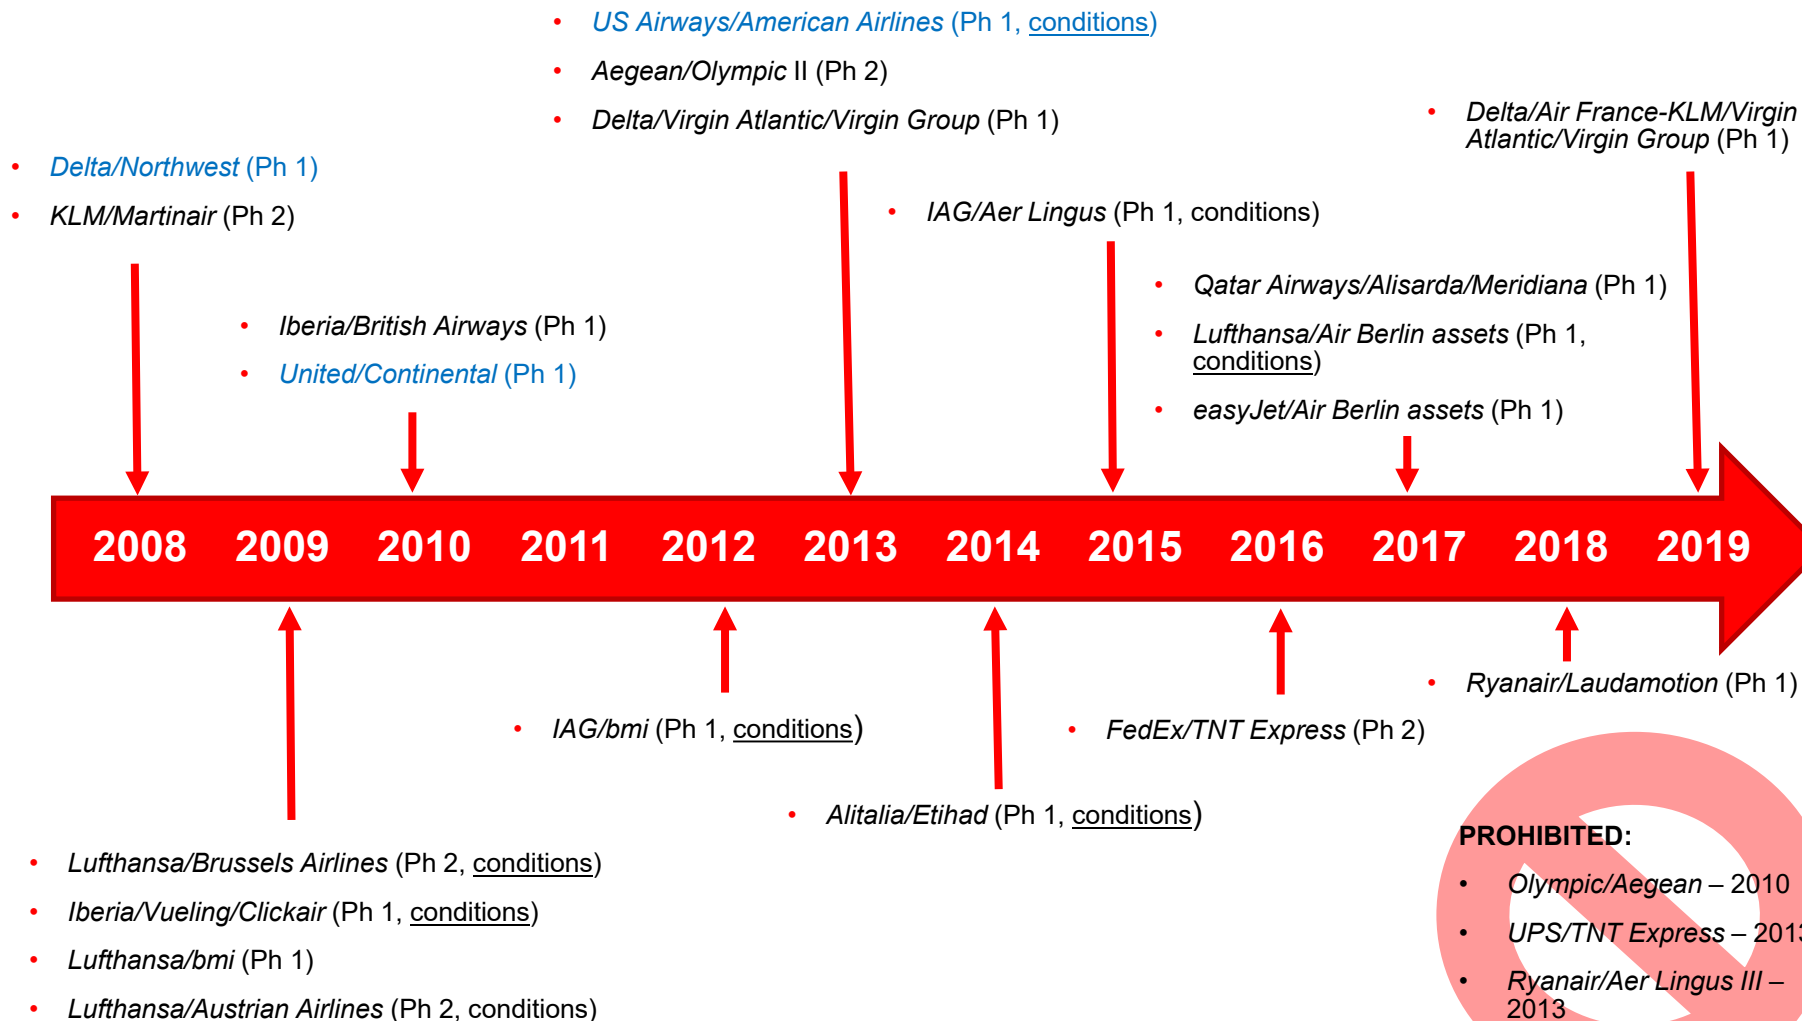 • US Airways/American Airlines (Ph 1, conditions)
• Aegean/Olympic II (Ph 2)
• Delta/Virgin Atlantic/Virgin Group (Ph 1)
• Delta/Air France-KLM/Virgin
Atlantic/Virgin Group (Ph 1)
• Delta/Northwest (Ph 1)
• KLM/Martinair (Ph 2)
• IAG/Aer Lingus (Ph 1, conditions)
• Iberia/British Airways (Ph 1)
• United/Continental (Ph 1)
• Qatar Airways/Alisarda/Meridiana (Ph 1)
• Lufthansa/Air Berlin assets (Ph 1,
conditions)
• easyJet/Air Berlin assets (Ph 1)
2008 2009 2010 2011 2012 2013 2014 2015 2016 2017 2018 2019
• Ryanair/Laudamotion (Ph 1)
• IAG/bmi (Ph 1, conditions)
• FedEx/TNT Express (Ph 2)
• Alitalia/Etihad (Ph 1, conditions)
• Lufthansa/Brussels Airlines (Ph 2, conditions)
• Iberia/Vueling/Clickair (Ph 1, conditions)
• Lufthansa/bmi (Ph 1)
• Lufthansa/Austrian Airlines (Ph 2, conditions)
PROHIBITED:
• Olympic/Aegean – 2010
• UPS/TNT Express – 2013
• Ryanair/Aer Lingus III –
2013